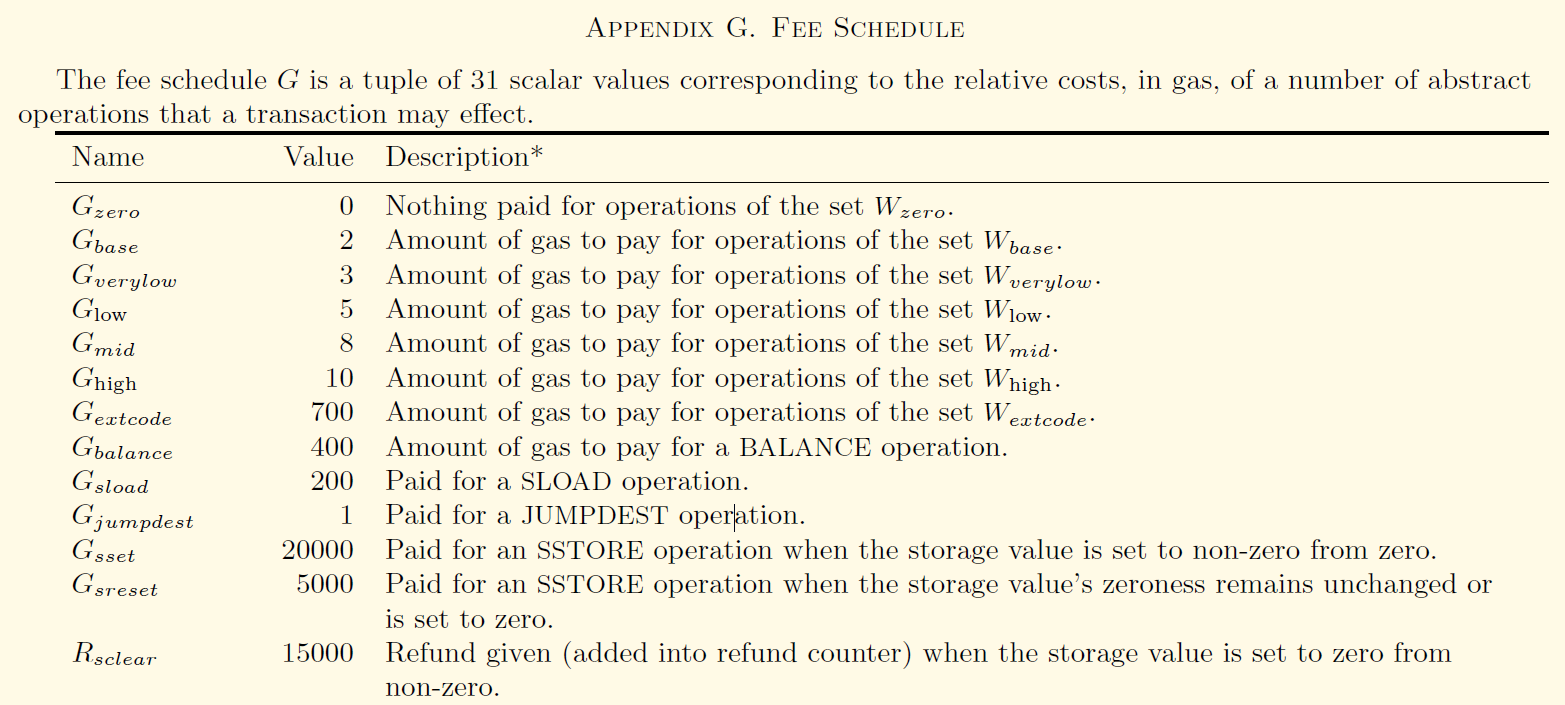 APPENDIX G. FEE SCHEDULE
The fee schedule G is a tuple of 31 scalar values corresponding to the relative costs, in gas, of a number of abstract
operations that a transaction may effect.
Name Value Description*
G_zero 0 Nothing paid for operations of the set W_zero.
G_base 2 Amount of gas to pay for operations of the set W_base.
G_verylow 3 Amount of gas to pay for operations of the set W_verylow.
G_low 5 Amount of gas to pay for operations of the set W_low.
G_mid 8 Amount of gas to pay for operations of the set W_mid.
G_high 10 Amount of gas to pay for operations of the set W_high.
G_extcode 700 Amount of gas to pay for operations of the set W_extcode.
G_balance 400 Amount of gas to pay for a BALANCE operation.
G_sload 200 Paid for a SLOAD operation.
G_jumpdest 1 Paid for a JUMPDEST operation.
G_sset 20000 Paid for an SSTORE operation when the storage value is set to non-zero from zero.
G_sreset 5000 Paid for an SSTORE operation when the storage value's zeroness remains unchanged or
is set to zero.
R_sclear 15000 Refund given (added into refund counter) when the storage value is set to zero from
non-zero.